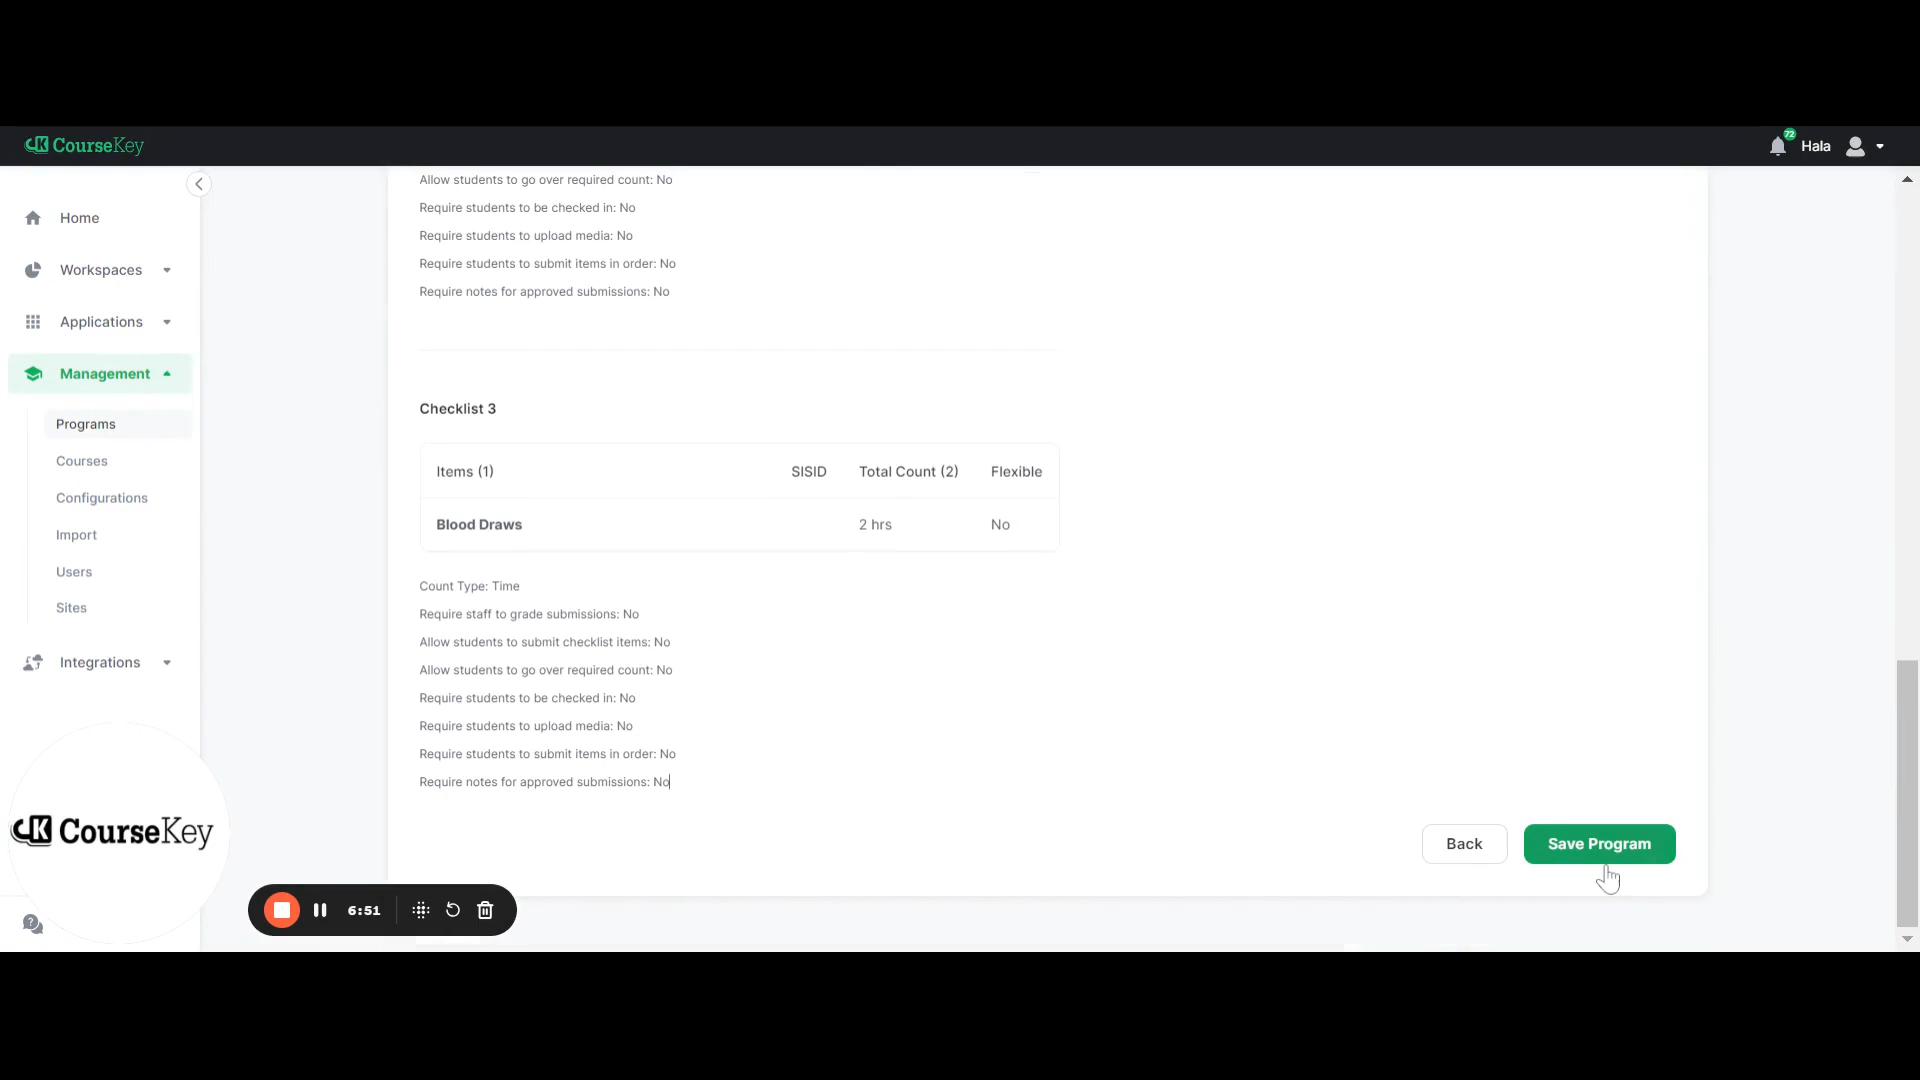 CourseKey
72
Hala
Home
Workspaces
Applications
Management
Programs
Courses
Configurations
Import
Users
Sites
Integrations
Allow students to go over required count: No
Require students to be checked in: No
Require students to upload media: No
Require students to submit items in order: No
Require notes for approved submissions: No
Checklist 3
Items (1) SISID Total Count (2) Flexible
Blood Draws 2 hrs No
Count Type: Time
Require staff to grade submissions: No
Allow students to submit checklist items: No
Allow students to go over required count: No
Require students to be checked in: No
Require students to upload media: No
Require students to submit items in order: No
Require notes for approved submissions: No
Back Save Program
CourseKey
6:51